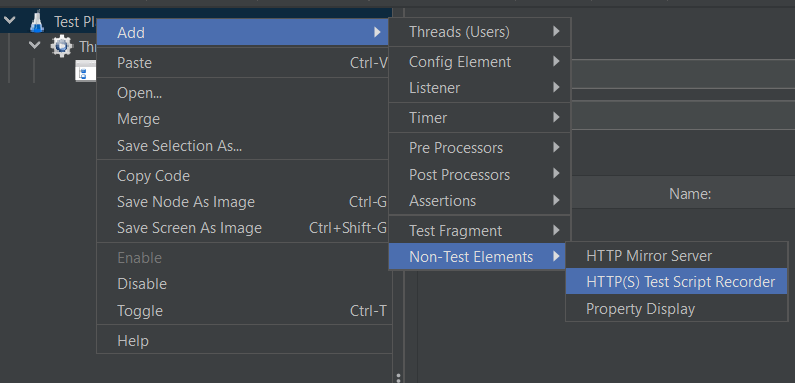 Test Pl
Thr
Add
Paste Ctrl-V
Open...
Merge
Save Selection As...
Copy Code
Save Node As Image Ctrl-G
Save Screen As Image Ctrl+Shift-G
Enable
Disable
Toggle Ctrl-T
Help
Threads (Users)
Config Element
Listener
Timer
Pre Processors
Post Processors
Assertions
Test Fragment
Non-Test Elements
HTTP Mirror Server
HTTP(S) Test Script Recorder
Property Display
Name: